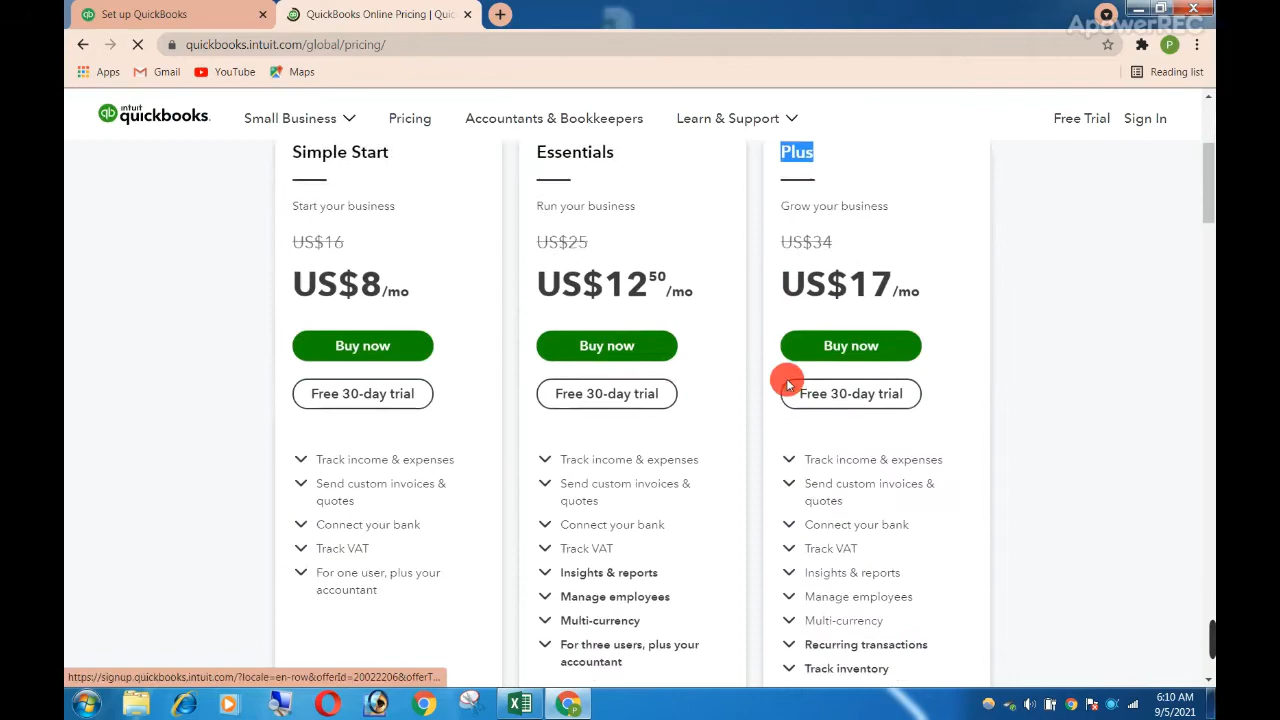 Set up QuickBooks
QuickBooks Online Pricing | Quic
ApowerREC
quickbooks.intuit.com/global/pricing/
P
Apps
Gmail
YouTube
Maps
Reading list
intuit quickbooks.
Small Business
Pricing
Accountants & Bookkeepers
Learn & Support
Free Trial
Sign In
Simple Start
Start your business
US$16
US$8/mo
Buy now
Free 30-day trial
Track income & expenses
Send custom invoices &
quotes
Connect your bank
Track VAT
For one user, plus your
accountant
Essentials
Run your business
US$25
US$12 50/mo
Buy now
Free 30-day trial
Track income & expenses
Send custom invoices &
quotes
Connect your bank
Track VAT
Insights & reports
Manage employees
Multi-currency
For three users, plus your
accountant
Plus
Grow your business
US$34
US$17/mo
Buy now
Free 30-day trial
Track income & expenses
Send custom invoices &
quotes
Connect your bank
Track VAT
Insights & reports
Manage employees
Multi-currency
Recurring transactions
Track inventory
https://signup.quickbooks.intuit.com/?locale=en-row&offerId=20022206&offerT...
6:10 AM
9/5/2021